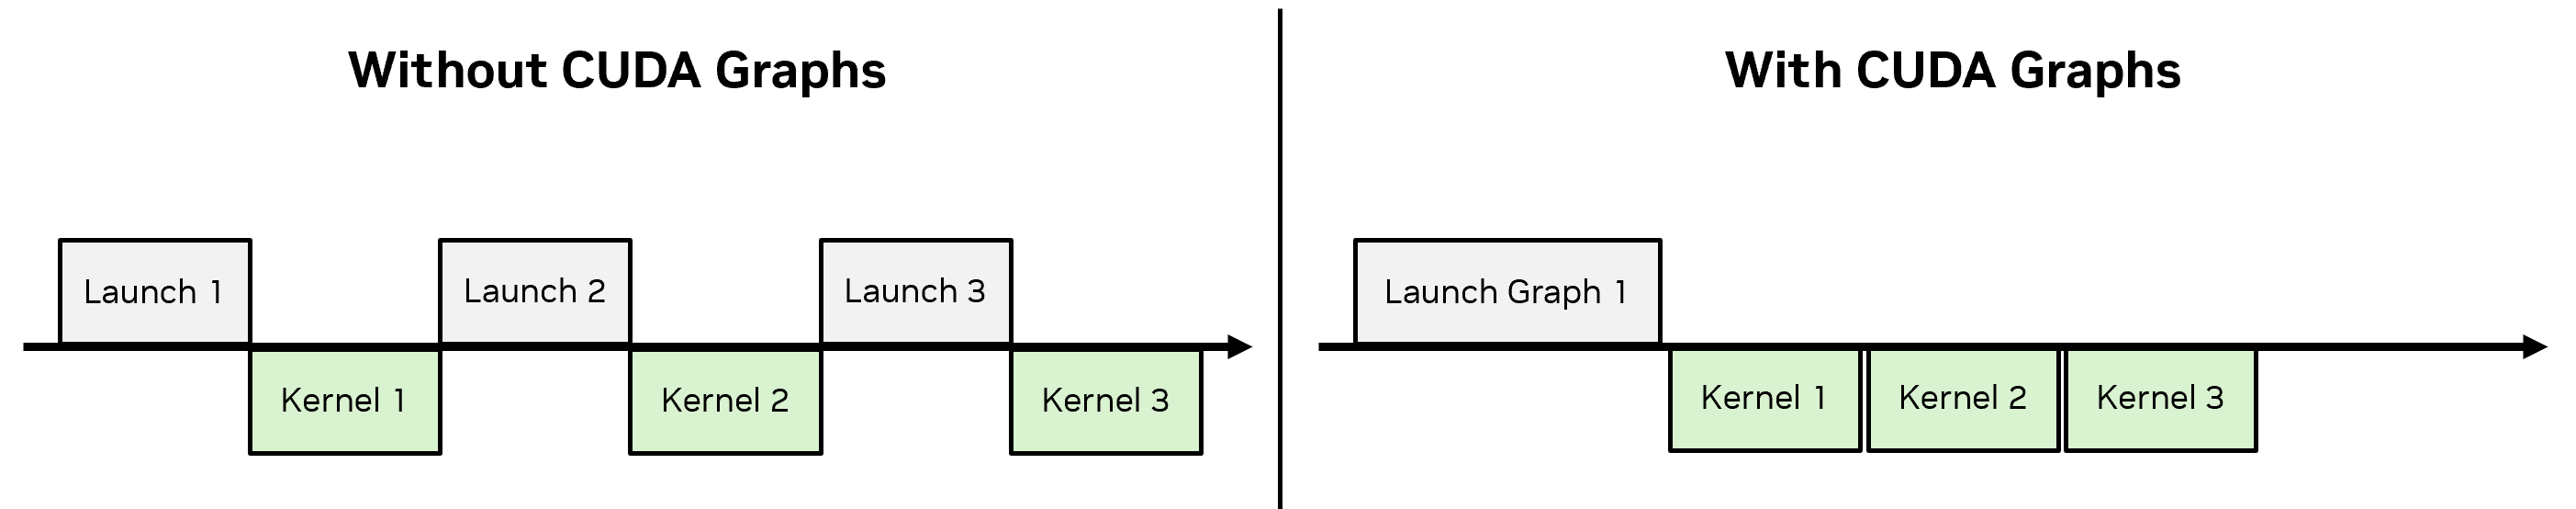 Without CUDA Graphs
Launch 1
Launch 2
Launch 3
Kernel 1
Kernel 2
Kernel 3
With CUDA Graphs
Launch Graph 1
Kernel 1
Kernel 2
Kernel 3